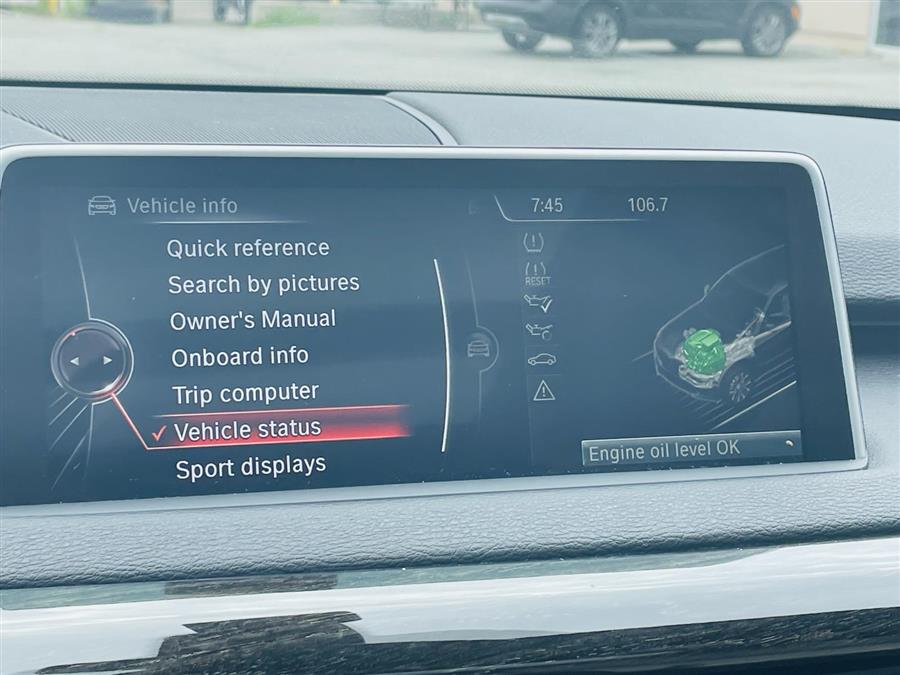 Vehicle info
7:45
106.7
Quick reference
Search by pictures
Owner's Manual
Onboard info
Trip computer
Vehicle status
Sport displays
RESET
Engine oil level OK